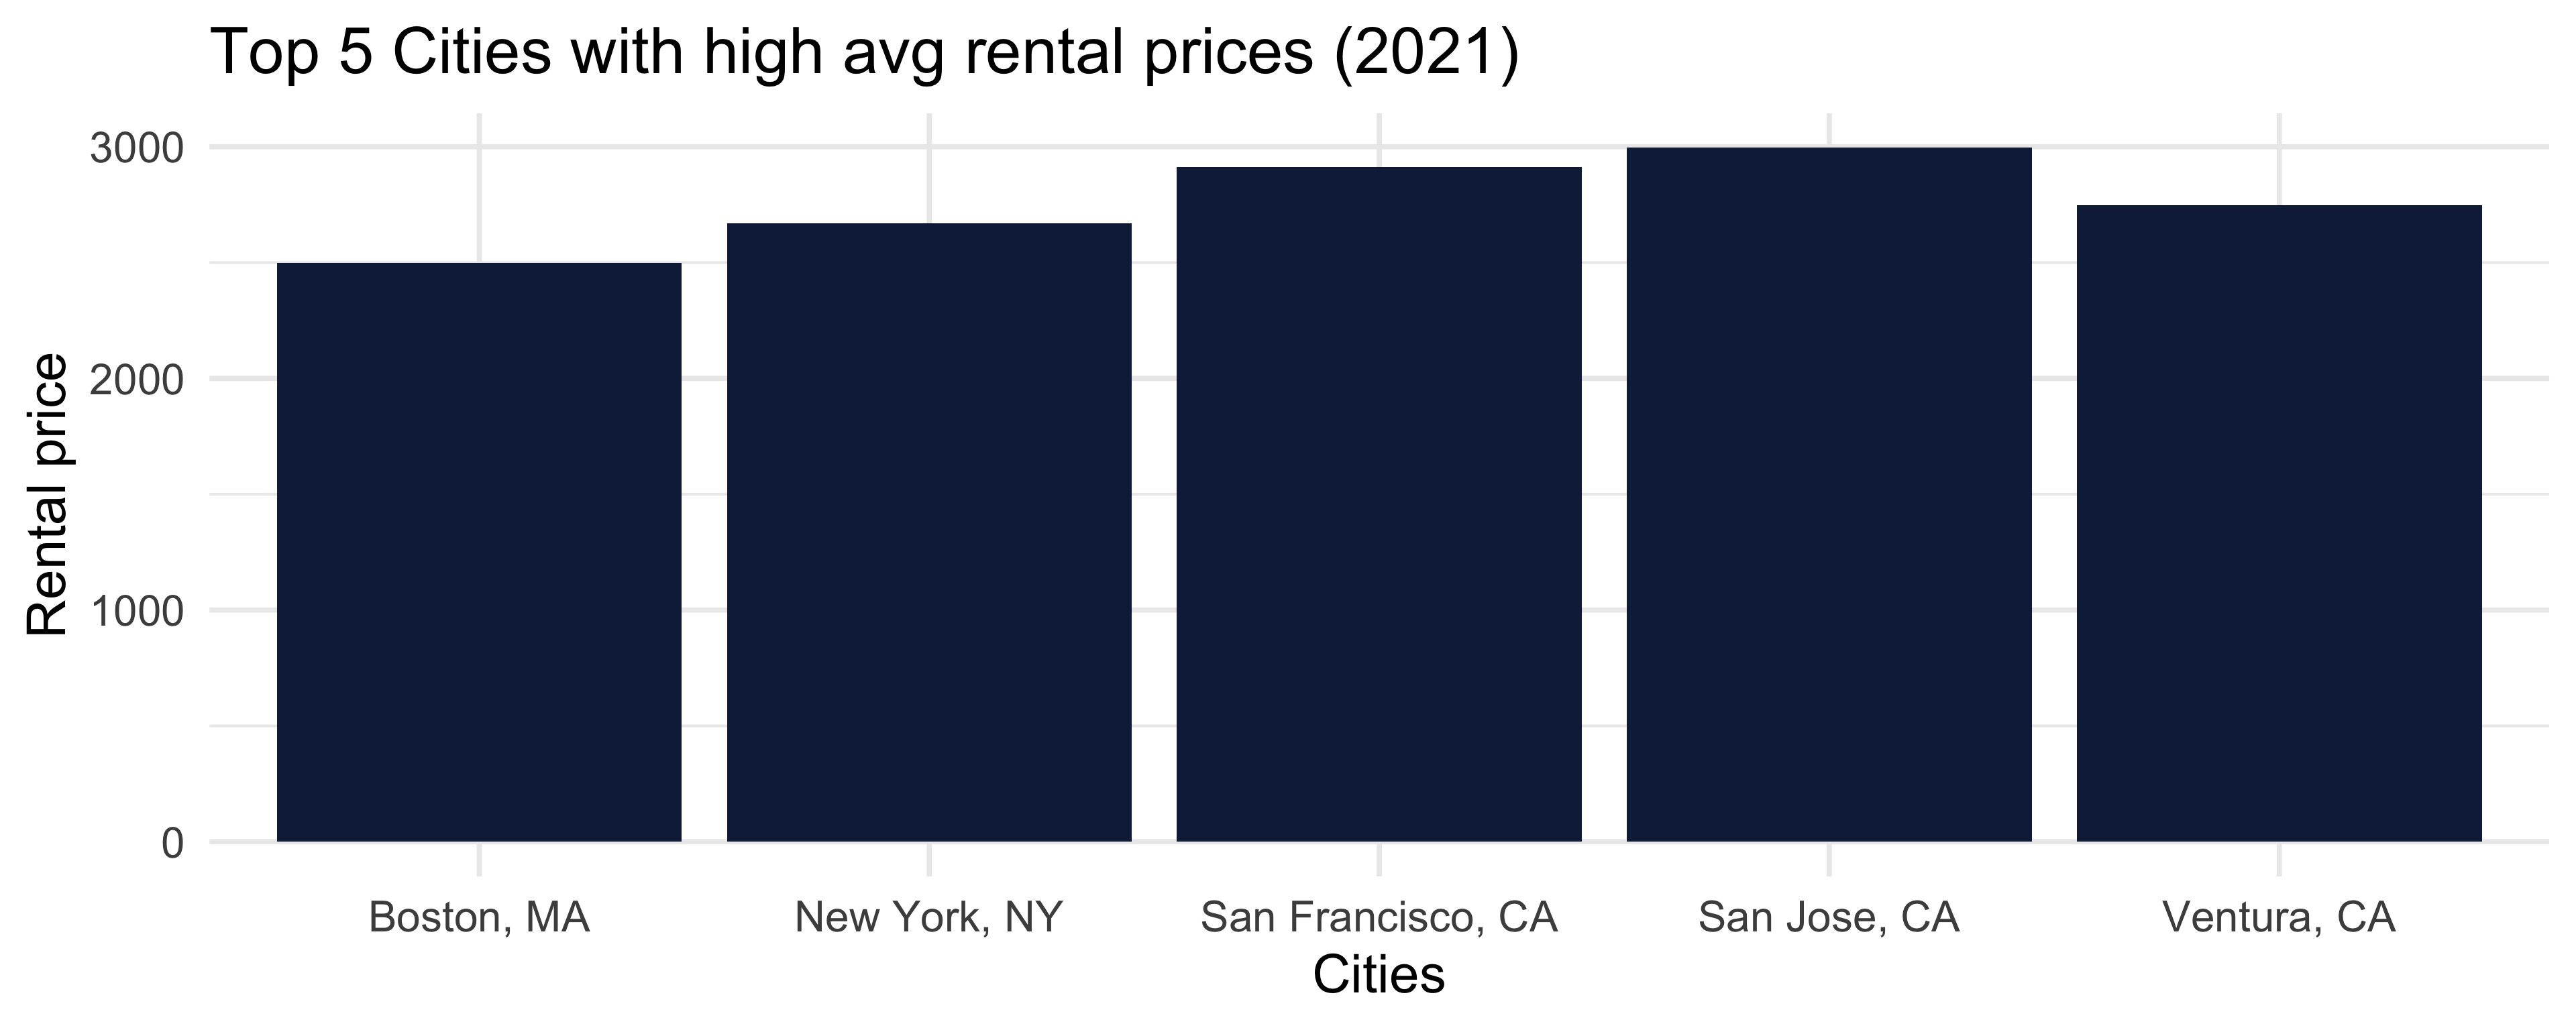 Top 5 Cities with high avg rental prices (2021)
Rental price
3000
2000
1000
0
Boston, MA
New York, NY
San Francisco, CA
San Jose, CA
Ventura, CA
Cities